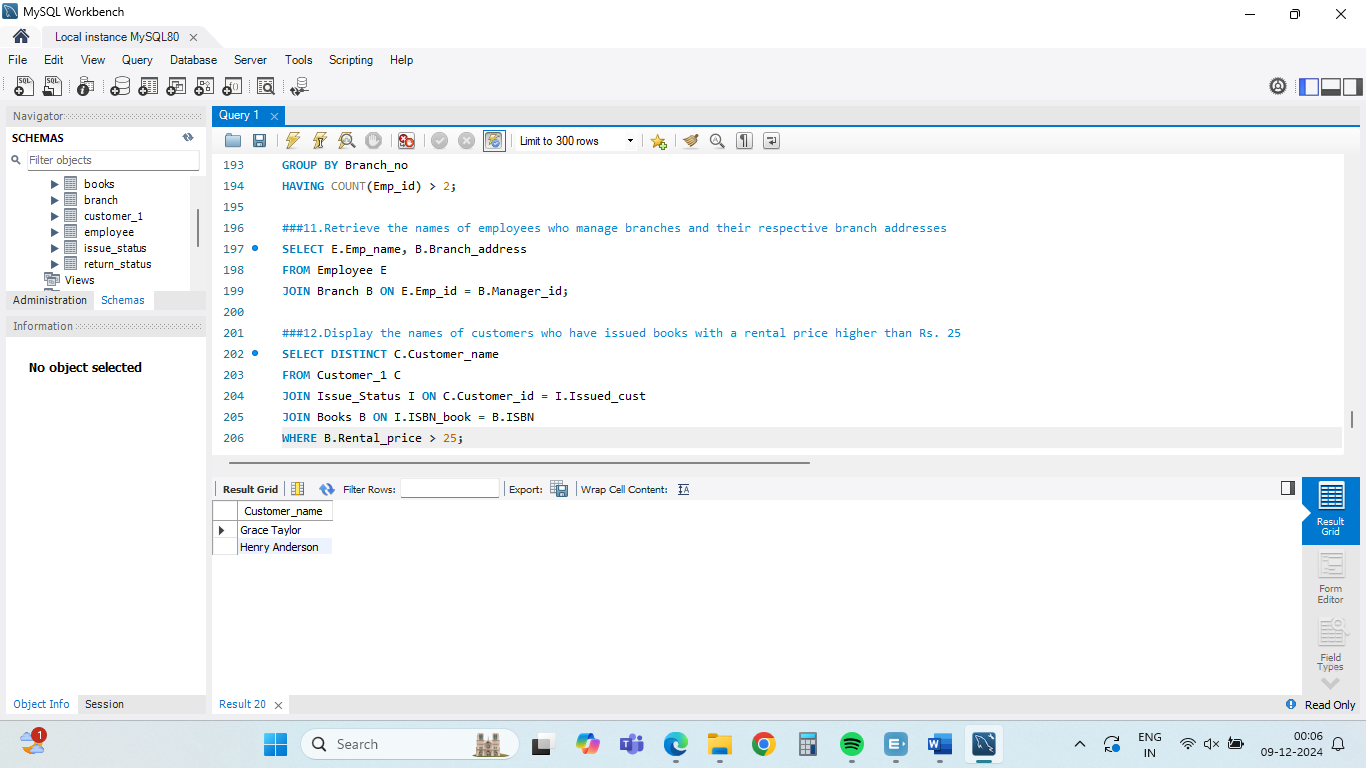 MySQL Workbench
Local instance MySQL80
File Edit View Query Database Server Tools Scripting Help
Navigator
SCHEMAS
Filter objects
books
branch
customer_1
employee
issue_status
return_status
Views
Administration Schemas
Information
No object selected
Object Info Session
Query 1
Limit to 300 rows
193 GROUP BY Branch_no
194 HAVING COUNT(Emp_id) > 2;
195
196 ###11.Retrieve the names of employees who manage branches and their respective branch addresses
197 SELECT E.Emp_name, B.Branch_address
198 FROM Employee E
199 JOIN Branch B ON E.Emp_id = B.Manager_id;
200
201 ###12.Display the names of customers who have issued books with a rental price higher than Rs. 25
202 SELECT DISTINCT C.Customer_name
203 FROM Customer_1 C
204 JOIN Issue_Status I ON C.Customer_id = I.Issued_cust
205 JOIN Books B ON I.ISBN_book = B.ISBN
206 WHERE B.Rental_price > 25;
Result Grid Filter Rows: Export: Wrap Cell Content:
Customer_name
Grace Taylor
Henry Anderson
Result
Grid
Form
Editor
Field
Types
Result 20
Read Only
1
Search
ENG
IN
00:06
09-12-2024